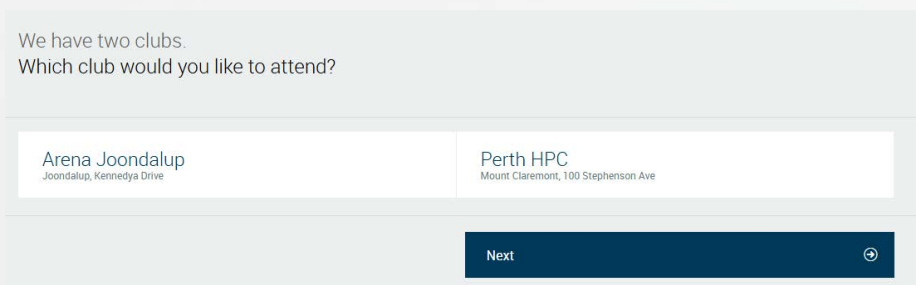 We have two clubs.
Which club would you like to attend?
Arena Joondalup
Joondalup, Kennedya Drive
Perth HPC
Mount Claremont, 100 Stephenson Ave
Next